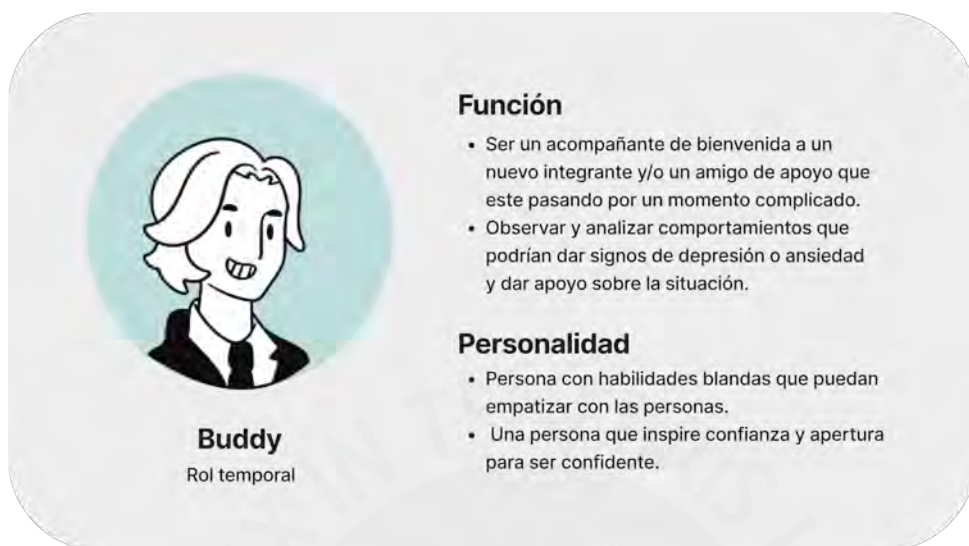 Función
• Ser un acompañante de bienvenida a un
nuevo integrante y/o un amigo de apoyo que
este pasando por un momento complicado.
• Observar y analizar comportamientos que
podrían dar signos de depresión o ansiedad
y dar apoyo sobre la situación.
Personalidad
• Persona con habilidades blandas que puedan
empatizar con las personas.
• Una persona que inspire confianza y apertura
para ser confidente.
Buddy
Rol temporal